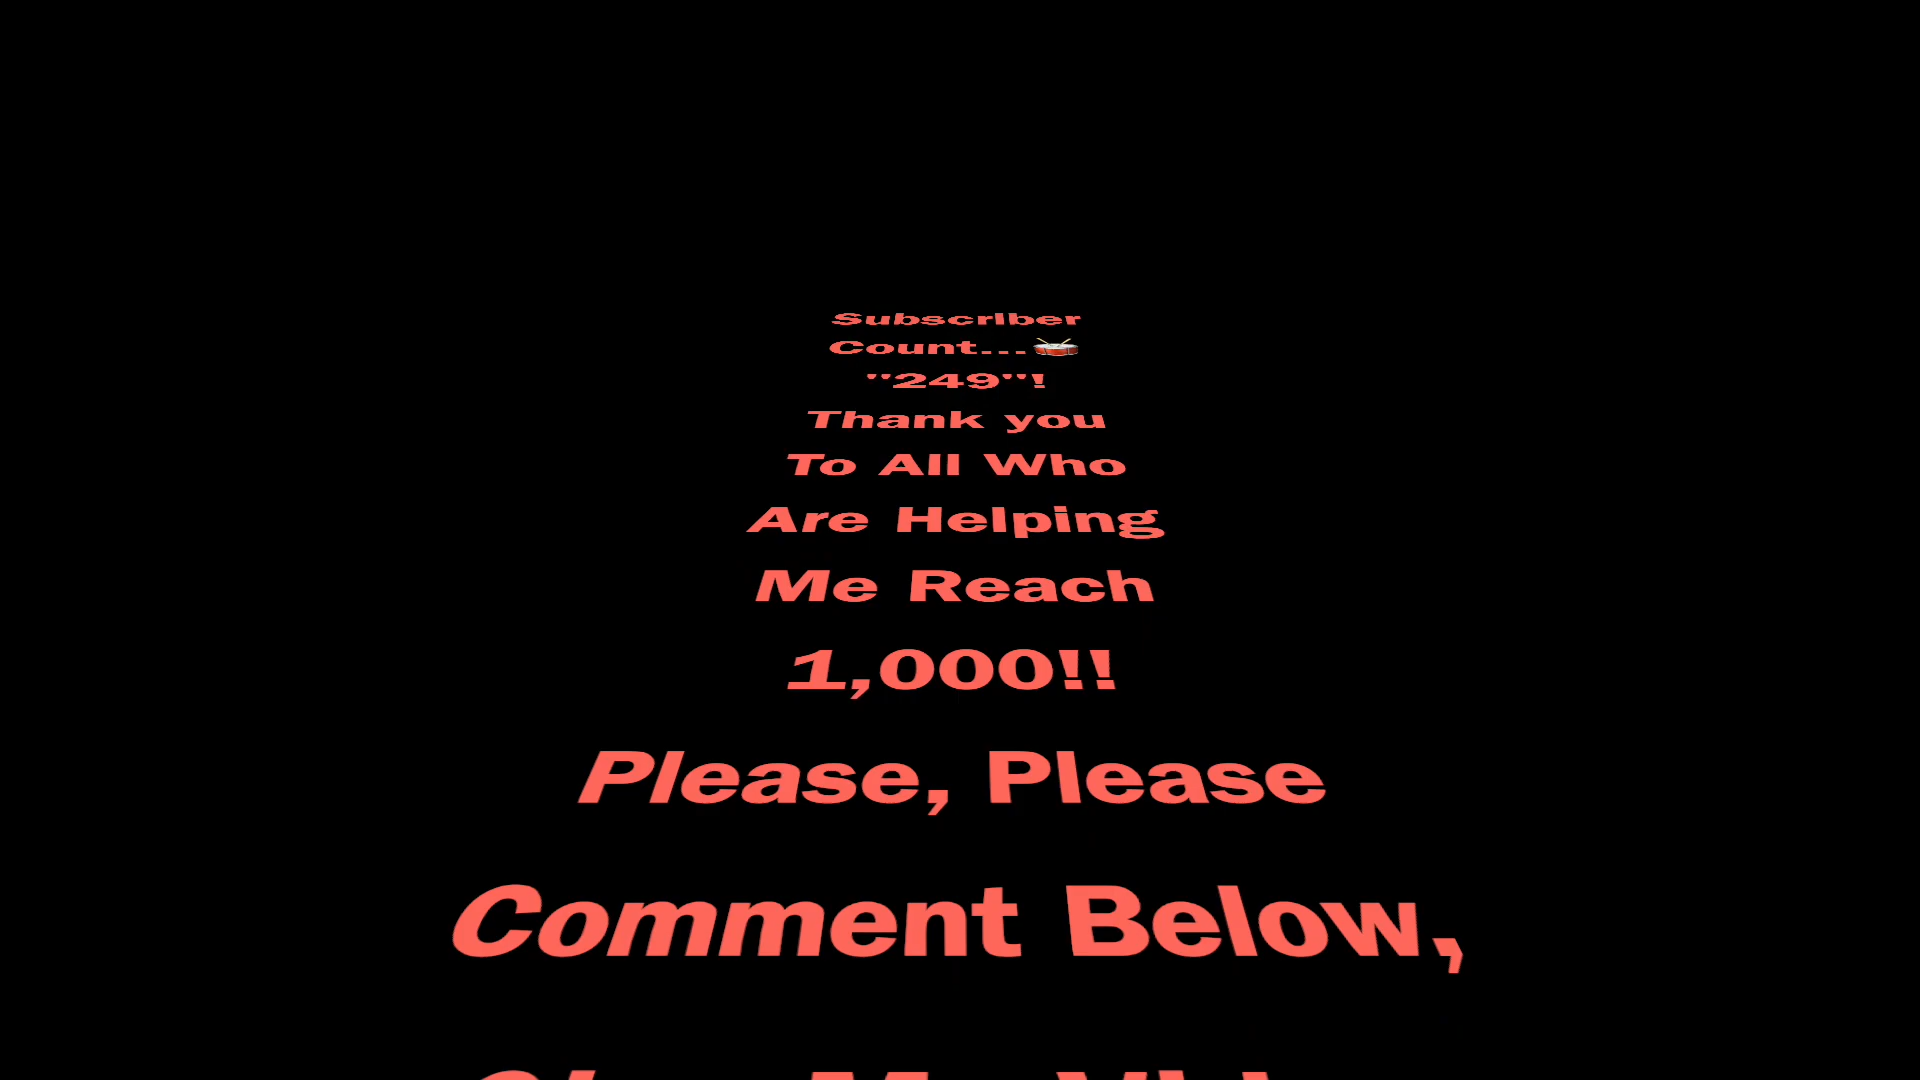 Subscriber
Count...🥁
"249"!
Thank you
To All Who
Are Helping
Me Reach
1,000!!
Please, Please
Comment Below,